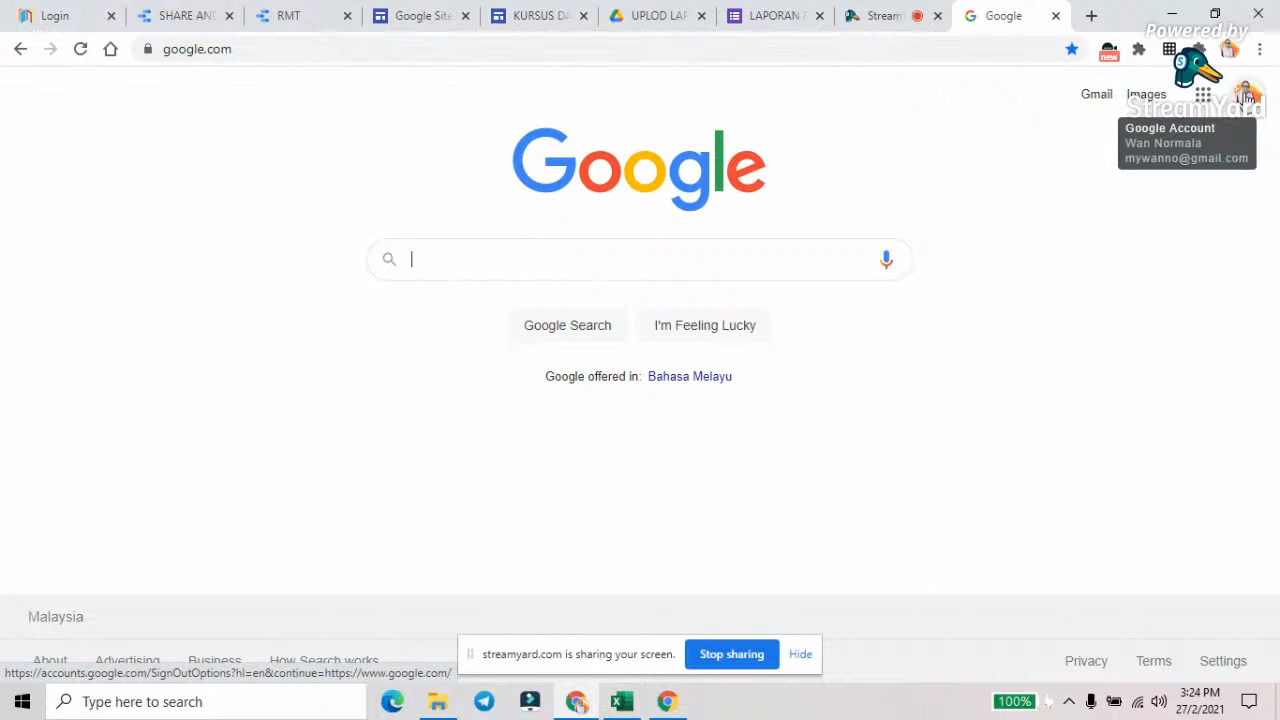 Login
SHARE AN
RMT
Google Site
KURSUS DA
UPLOD LAP
LAPORAN
Stream
Google
Powered by
google.com
new
Gmail
Images
StreamYard
Google Account
Wan Normala
mywanno@gmail.com
Google
Google Search
I'm Feeling Lucky
Google offered in: Bahasa Melayu
Malaysia
About
Advertising
Business
How Search works
Privacy
Terms
Settings
streamyard.com is sharing your screen.
Stop sharing
Hide
https://accounts.google.com/SignOutOptions?hl=en&continue=https://www.google.com/
Type here to search
100%
3:24 PM
27/2/2021